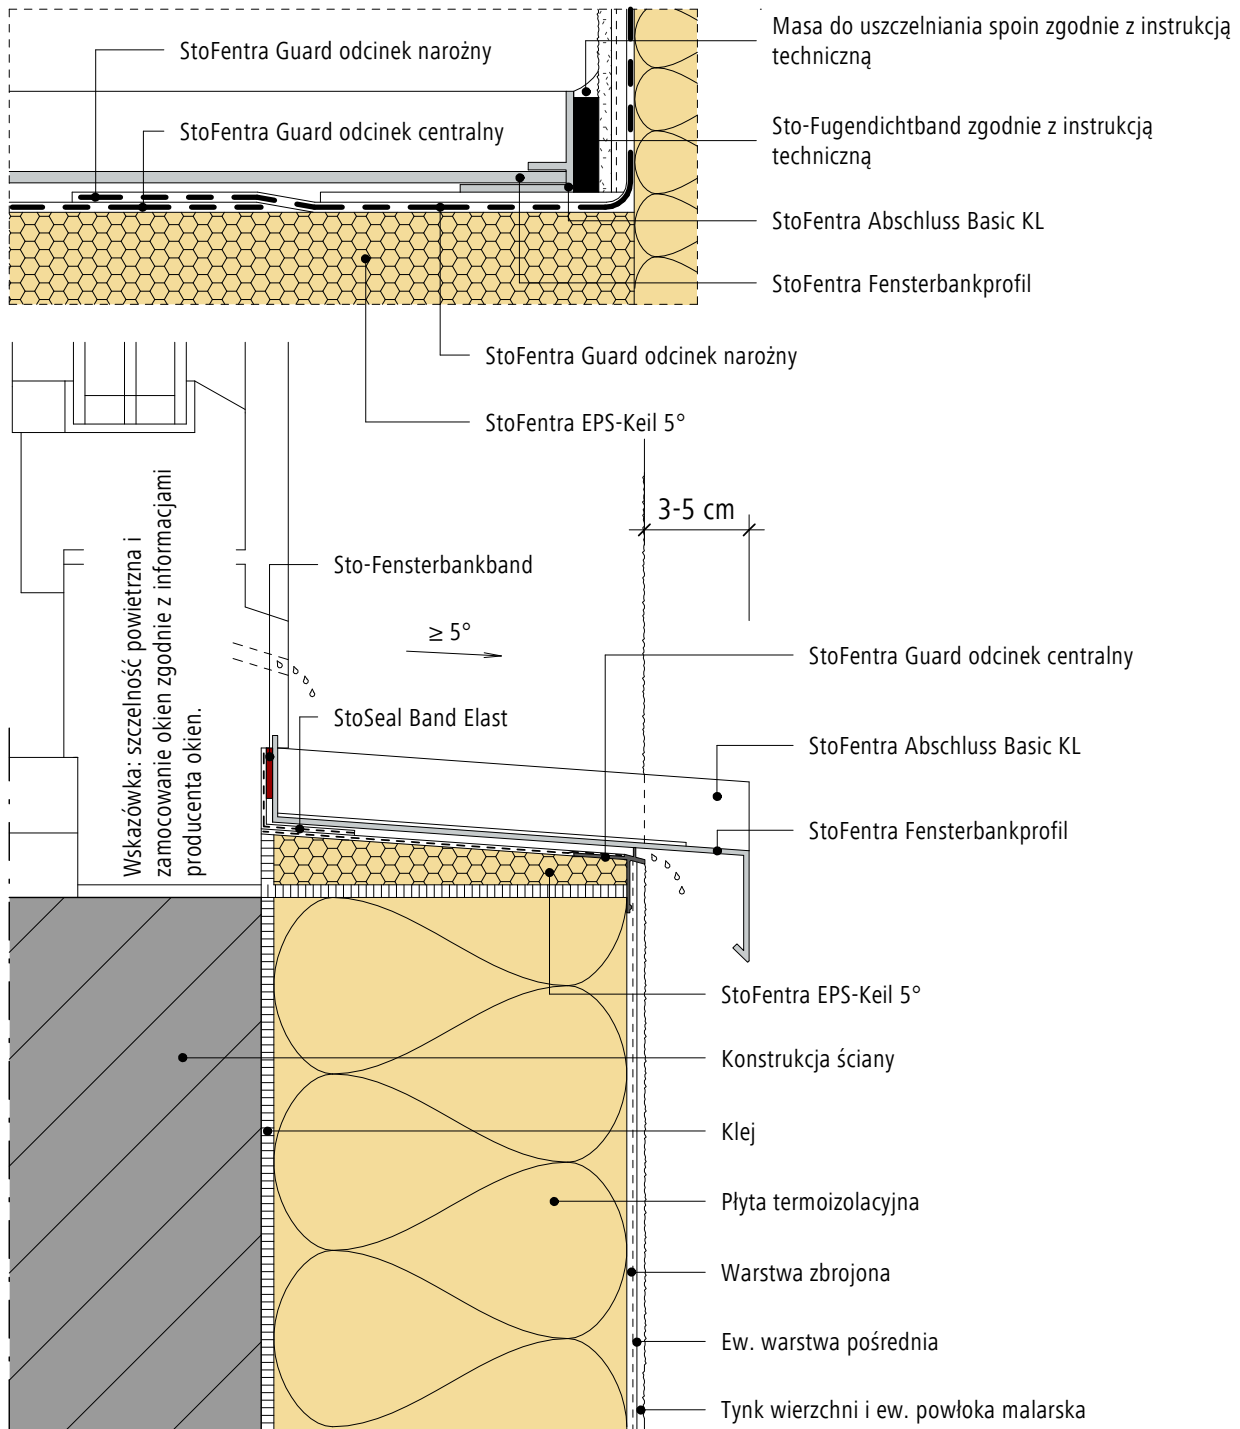 StoFentra Guard odcinek narożny
Masa do uszczelniania spoin zgodnie z instrukcją
techniczną
StoFentra Guard odcinek centralny
Sto-Fugendichtband zgodnie z instrukcją
techniczną
StoFentra Abschluss Basic KL
StoFentra Fensterbankprofil
StoFentra Guard odcinek narożny
StoFentra EPS-Keil 5°
3-5 cm
Wskazówka: szczelność powietrzna i
zamocowanie okien zgodnie z informacjami
producenta okien.
Sto-Fensterbankband
≥ 5°
StoFentra Guard odcinek centralny
StoSeal Band Elast
StoFentra Abschluss Basic KL
StoFentra Fensterbankprofil
StoFentra EPS-Keil 5°
Konstrukcja ściany
Klej
Płyta termoizolacyjna
Warstwa zbrojona
Ew. warstwa pośrednia
Tynk wierzchni i ew. powłoka malarska